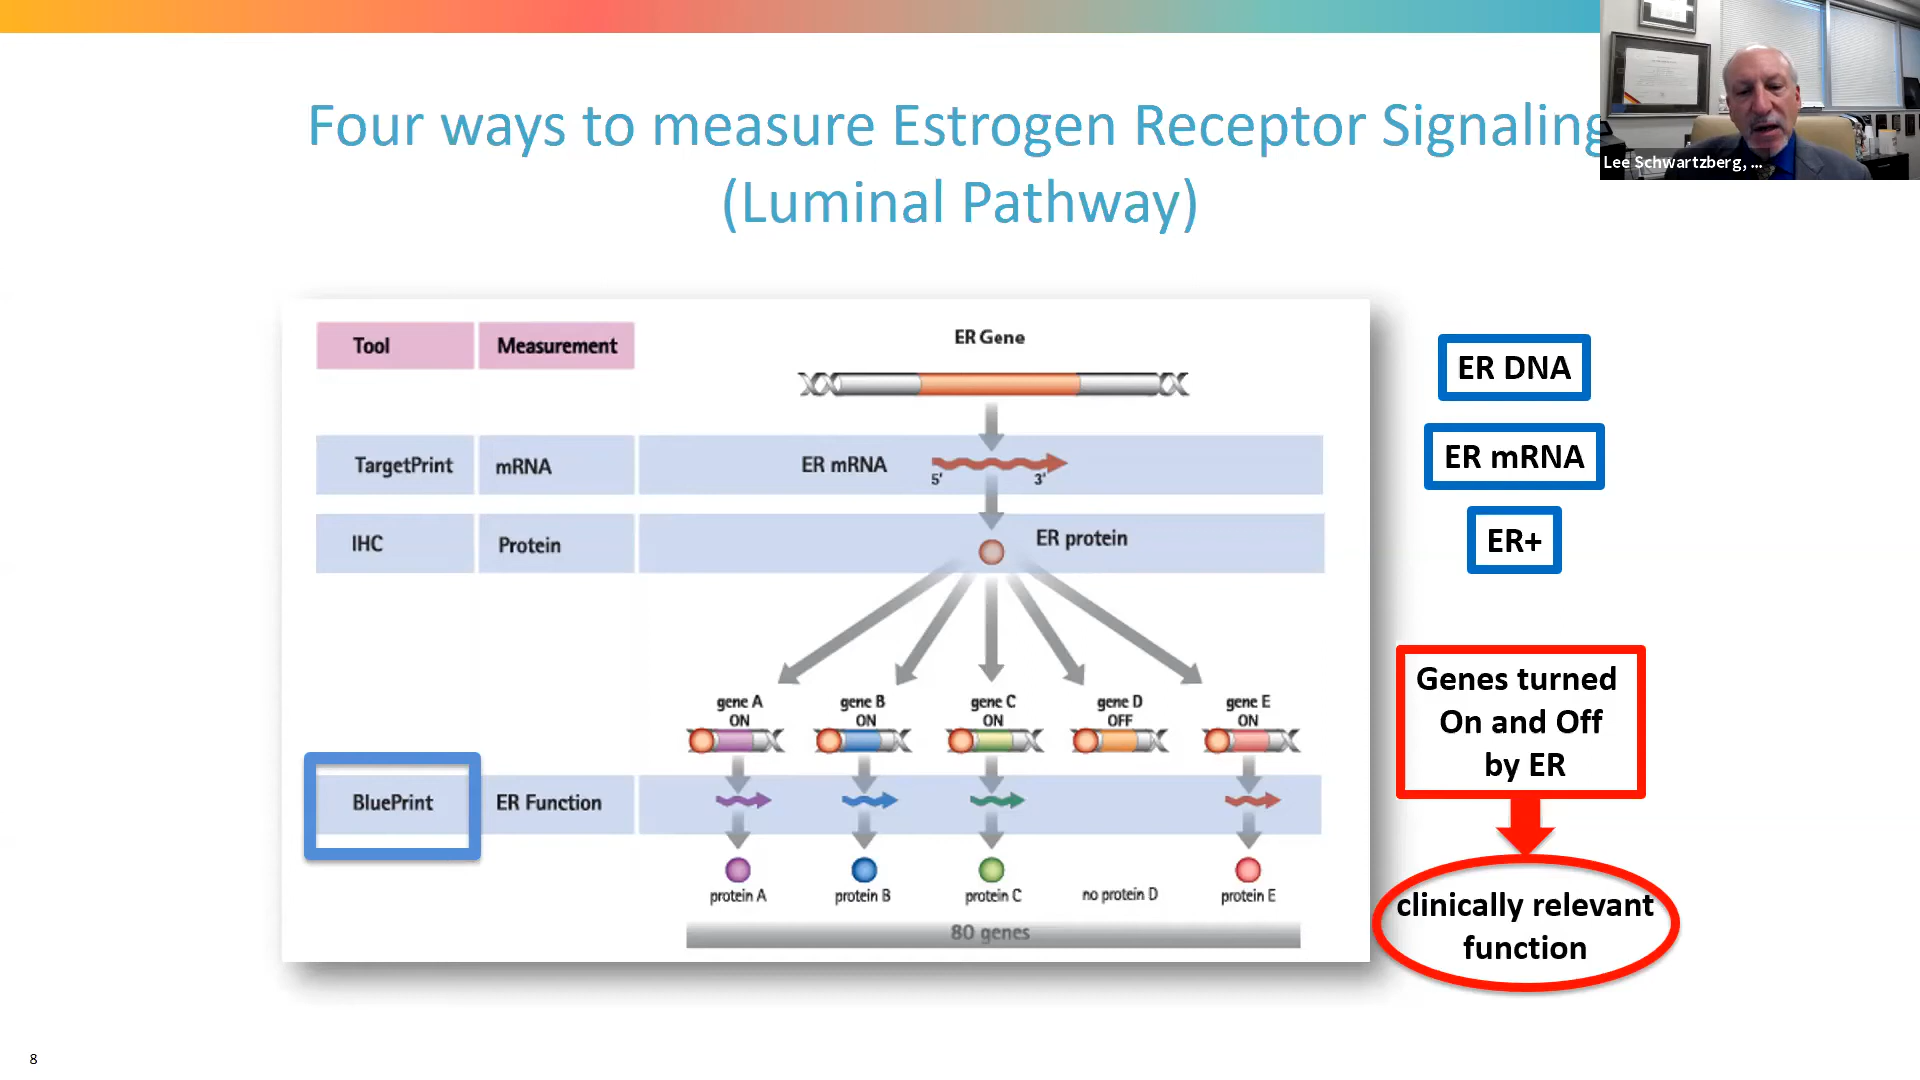 Four ways to measure Estrogen Receptor Signaling
(Luminal Pathway)
Lee Schwartzberg, ...
Tool
Measurement
ER Gene
ER DNA
TargetPrint
mRNA
ER mRNA
5'
3'
ER mRNA
IHC
Protein
ER protein
ER+
gene A
ON
gene B
ON
gene C
ON
gene D
OFF
gene E
ON
Genes turned
On and Off
by ER
BluePrint
ER Function
protein A
protein B
protein C
no protein D
protein E
80 genes
clinically relevant
function
8